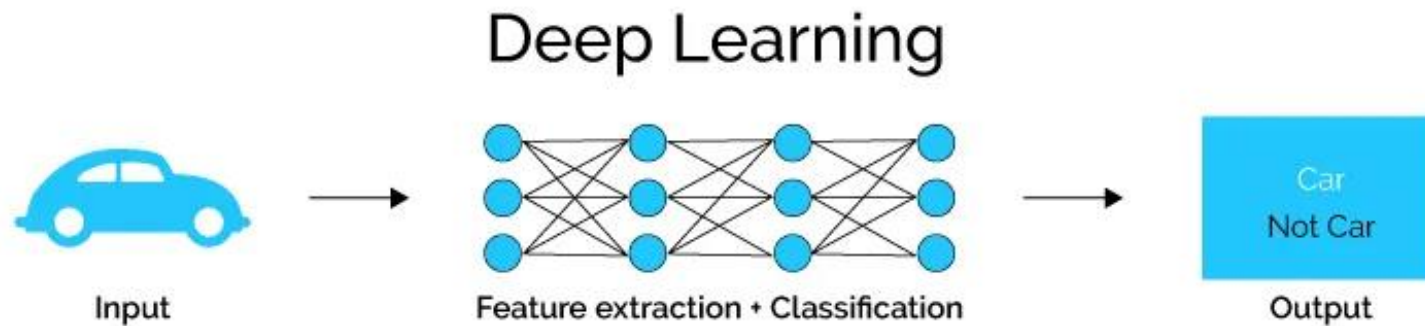 Deep Learning
Car
Not Car
Input
Feature extraction + Classification
Output